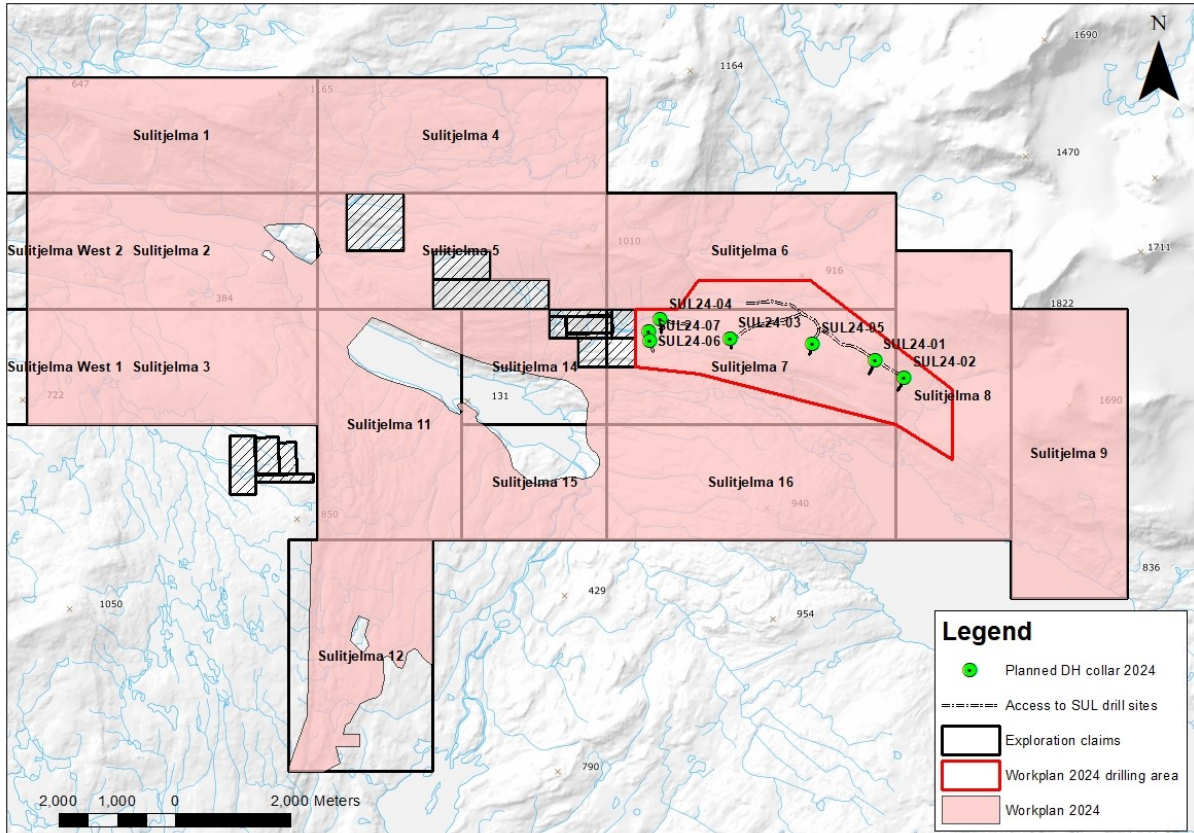 N
1690
647
1164
1165
Sulitjelma 1
Sulitjelma 4
1470
Sulitjelma West 2
Sulitjelma 2
Sulitjelma 5
1010
Sulitjelma 6
1711
916
384
SUL24-04
1822
SUL24-07
SUL24-03
SUL24-05
SUL24-06
SUL24-01
SUL24-02
Sulitjelma West 1
Sulitjelma 3
Sulitjelma 14
Sulitjelma 7
Sulitjelma 8
722
131
1690
Sulitjelma 11
Sulitjelma 9
Sulitjelma 15
Sulitjelma 16
850
940
836
1050
429
954
Sulitjelma 12
790
Legend
Planned DH collar 2024
Access to SUL drill sites
Exploration claims
Workplan 2024 drilling area
Workplan 2024
2,000 1,000 0 2,000 Meters